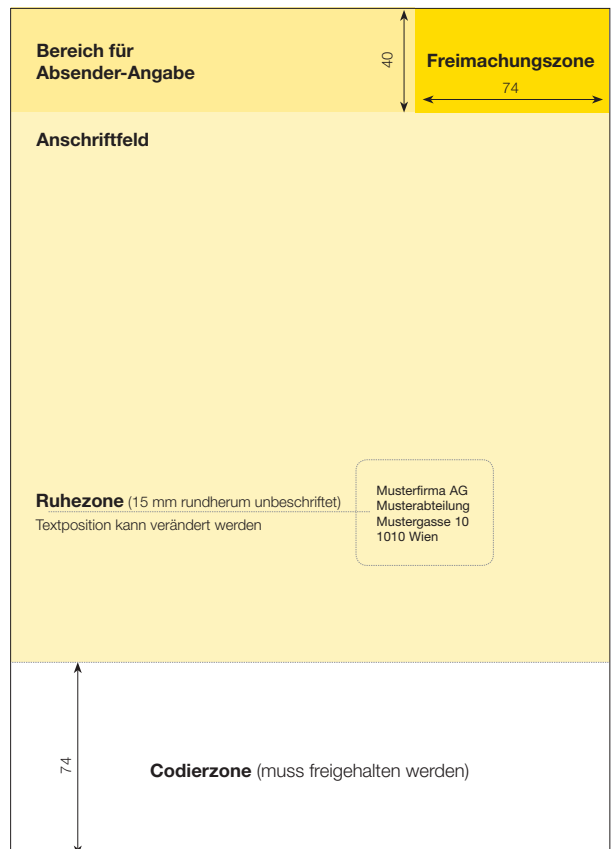 Bereich für
Absender-Angabe
40
Freimachungszone
74
Anschriftfeld
Ruhezone (15 mm rundherum unbeschriftet)
Textposition kann verändert werden
Musterfirma AG
Musterabteilung
Mustergasse 10
1010 Wien
74
Codierzone (muss freigehalten werden)